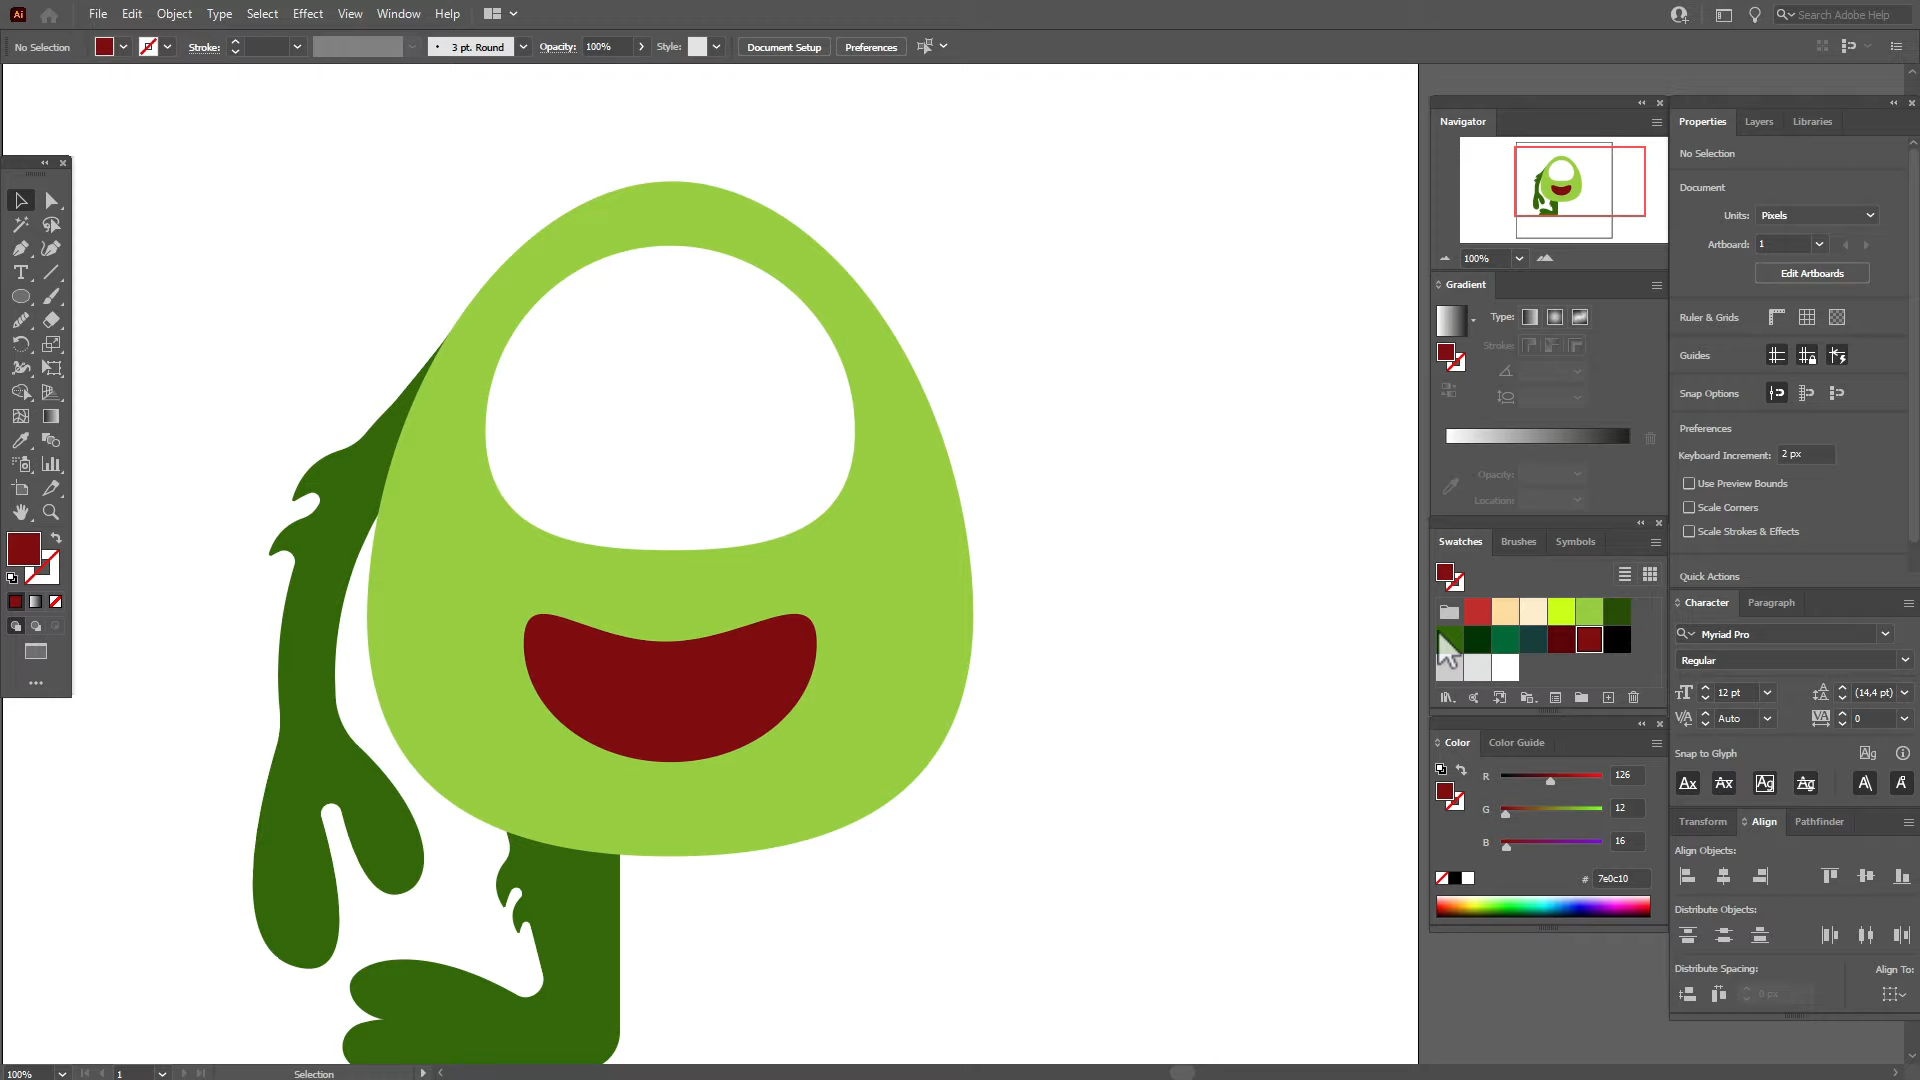 Ai File Edit Object Type Select Effect View Window Help Search Adobe Help
No Selection Stroke: 3 pt. Round Opacity: 100% Style: Document Setup Preferences
Navigator
100%
Gradient
Type:
Stroke:
Opacity:
Location:
Swatches Brushes Symbols
Color Color Guide
R 126
G 12
B 16
# 7e0c10
Properties Layers Libraries
No Selection
Document
Units: Pixels
Artboard: 1
Edit Artboards
Ruler & Grids
Guides
Snap Options
Preferences
Keyboard Increment: 2 px
Use Preview Bounds
Scale Corners
Scale Strokes & Effects
Quick Actions
Character Paragraph
Myriad Pro
Regular
12 pt (14,4 pt)
Auto 0
Snap to Glyph
Transform Align Pathfinder
Align Objects:
Distribute Objects:
Distribute Spacing: Align To:
0 px
100% 1 Selection